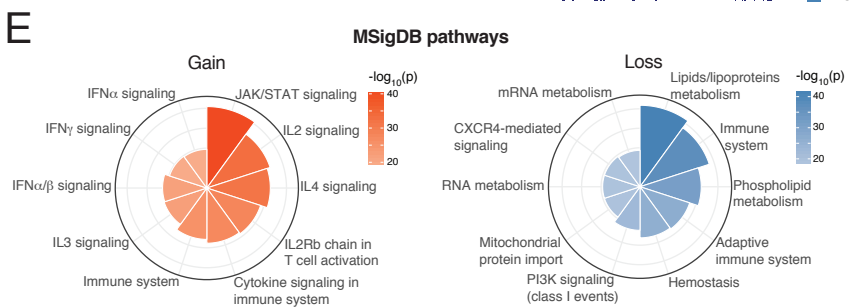 E
MSigDB pathways
Gain
IFNα signaling
JAK/STAT signaling
IFNγ signaling
IL2 signaling
IFNα/β signaling
IL4 signaling
IL3 signaling
IL2Rb chain in
T cell activation
Immune system
Cytokine signaling in
immune system
-log10(p)
40
30
20
Loss
mRNA metabolism
Lipids/lipoproteins
metabolism
CXCR4-mediated
signaling
Immune
system
RNA metabolism
Phospholipid
metabolism
Mitochondrial
protein import
Adaptive
immune system
PI3K signaling
(class I events)
Hemostasis
-log10(p)
40
30
20